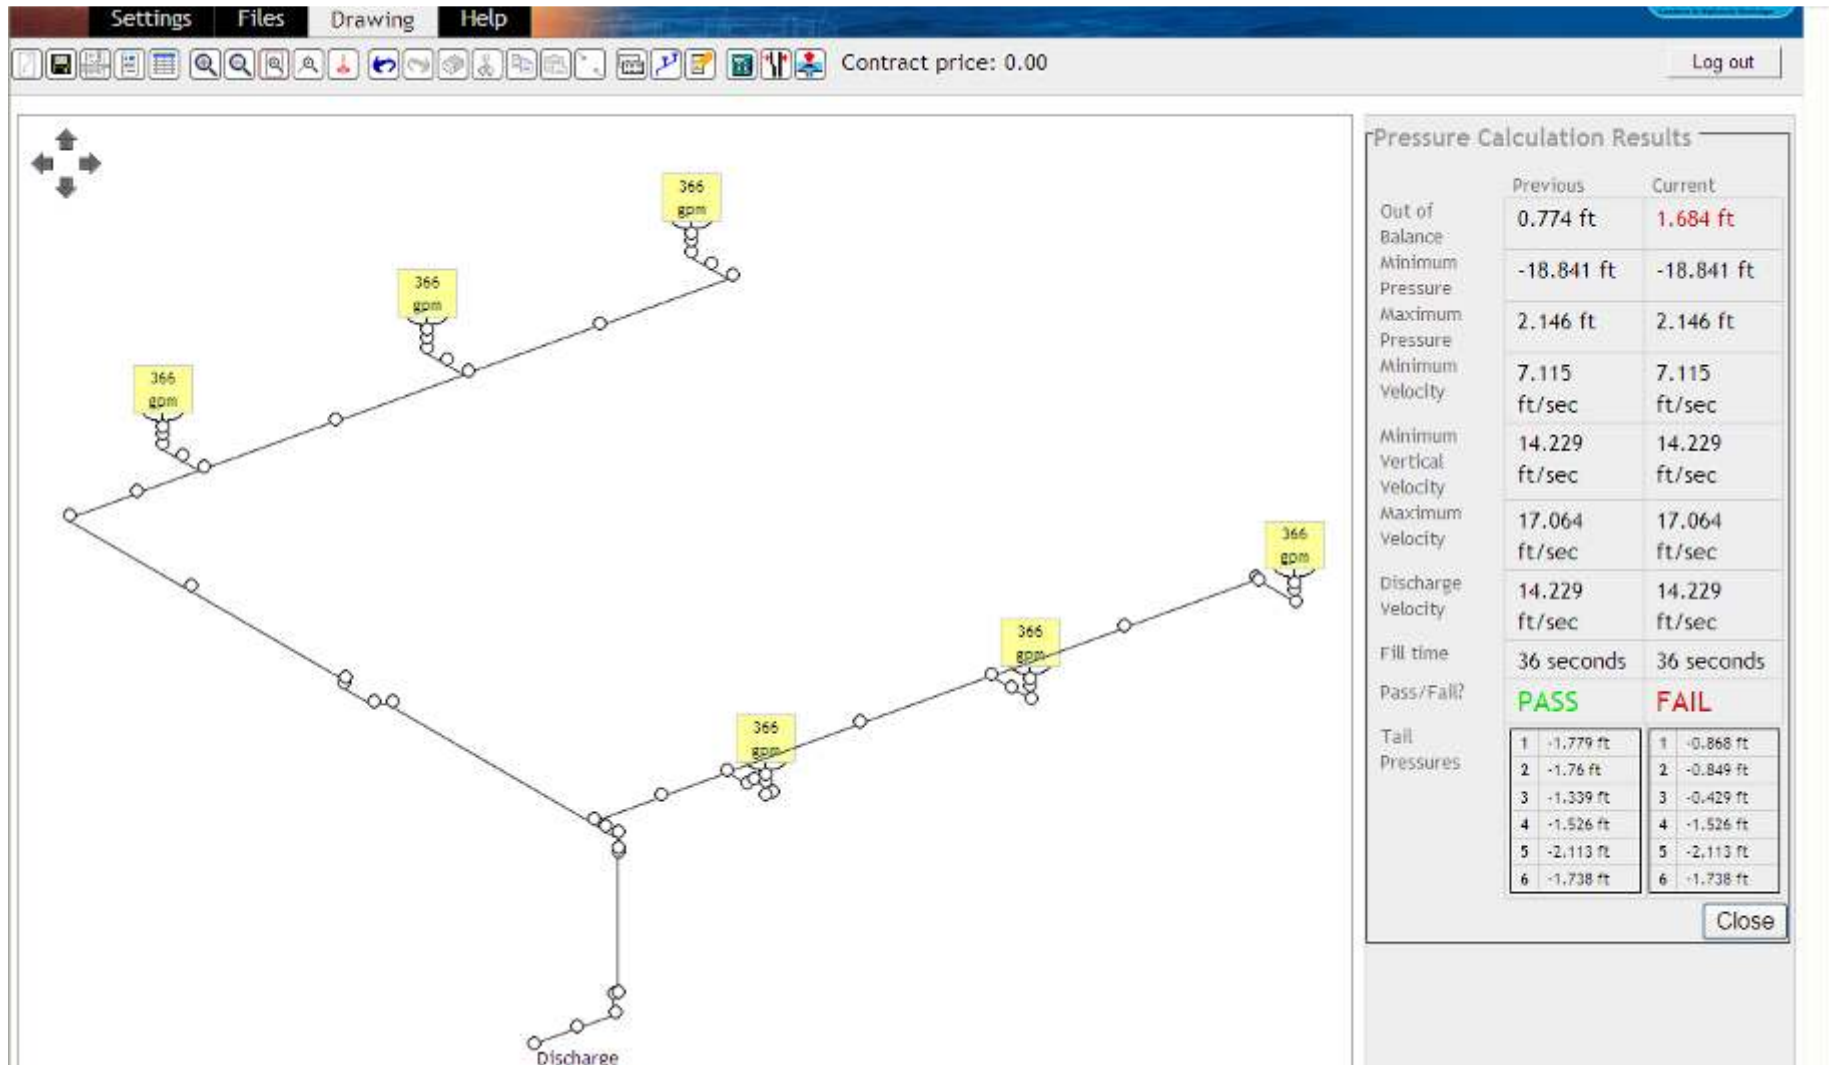 Settings Files Drawing Help
Contract price: 0.00
Log out
366
gpm
366
gpm
366
gpm
366
gpm
366
gpm
366
gpm
Discharge
Pressure Calculation Results
Previous Current
Out of
Balance
0.774 ft 1.684 ft
Minimum
Pressure
-18.841 ft -18.841 ft
Maximum
Pressure
2.146 ft 2.146 ft
Minimum
Velocity
7.115 7.115
ft/sec ft/sec
Minimum
Vertical
Velocity
14.229 14.229
ft/sec ft/sec
Maximum
Velocity
17.064 17.064
ft/sec ft/sec
Discharge
Velocity
14.229 14.229
ft/sec ft/sec
Fill time 36 seconds 36 seconds
Pass/Fail? PASS FAIL
Tail
Pressures
1 -1.779 ft 1 -0.868 ft
2 -1.76 ft 2 -0.849 ft
3 -1.339 ft 3 -0.429 ft
4 -1.526 ft 4 -1.526 ft
5 -2.113 ft 5 -2.113 ft
6 -1.738 ft 6 -1.738 ft
Close